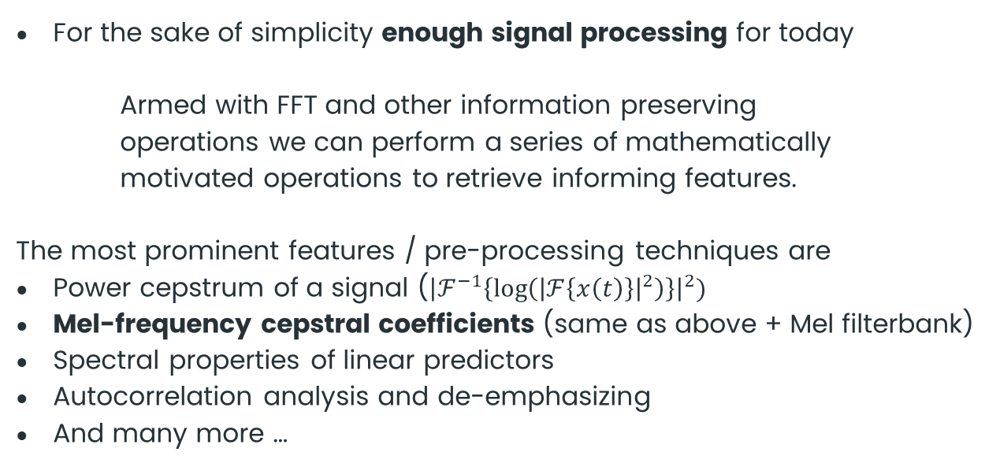 • For the sake of simplicity enough signal processing for today
Armed with FFT and other information preserving
operations we can perform a series of mathematically
motivated operations to retrieve informing features.
The most prominent features / pre-processing techniques are
• Power cepstrum of a signal (|ℱ⁻¹{log(|ℱ{x(t)}|²)}|²)
• Mel-frequency cepstral coefficients (same as above + Mel filterbank)
• Spectral properties of linear predictors
• Autocorrelation analysis and de-emphasizing
• And many more …